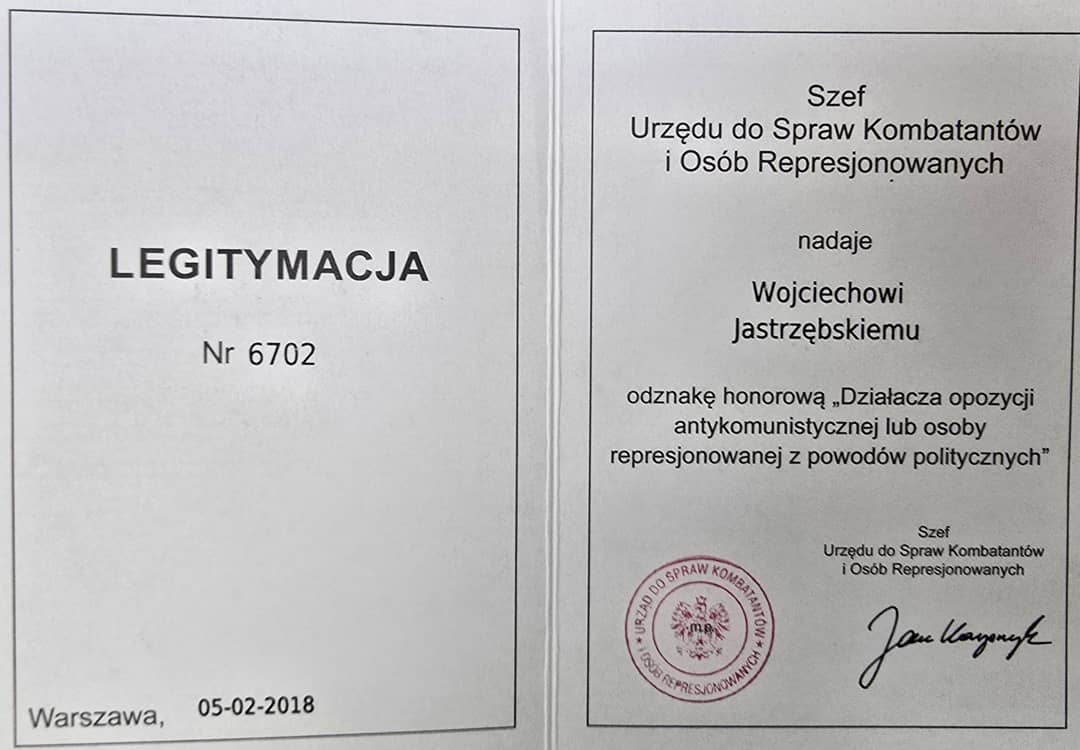 LEGITYMACJA
Nr 6702
Warszawa, 05-02-2018
Szef
Urzędu do Spraw Kombatantów
i Osób Represjonowanych
nadaje
Wojciechowi
Jastrzębskiemu
odznakę honorową „Działacza opozycji
antykomunistycznej lub osoby
represjonowanej z powodów politycznych”
Szef
Urzędu do Spraw Kombatantów
i Osób Represjonowanych
URZĄD DO SPRAW KOMBATANTÓW
I OSÓB REPRESJONOWANYCH
m.p.